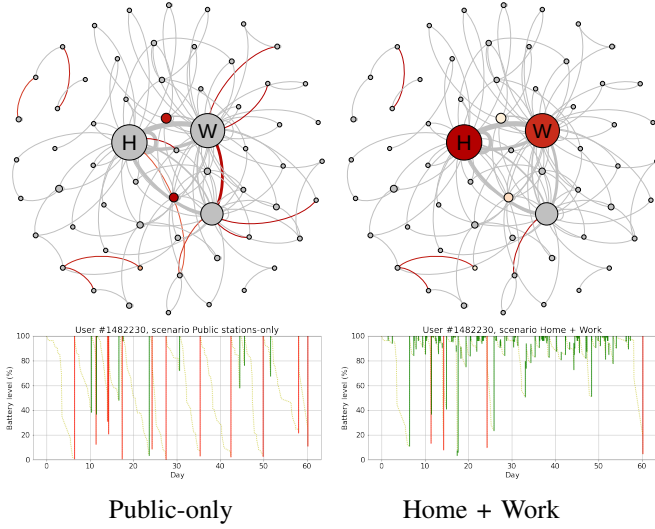 H W
H W
User #1482230, scenario Public stations-only
Battery level (%)
100
80
60
40
20
0
0 10 20 30 40 50 60
Day
User #1482230, scenario Home + Work
Battery level (%)
100
80
60
40
20
0
0 10 20 30 40 50 60
Day
Public-only
Home + Work